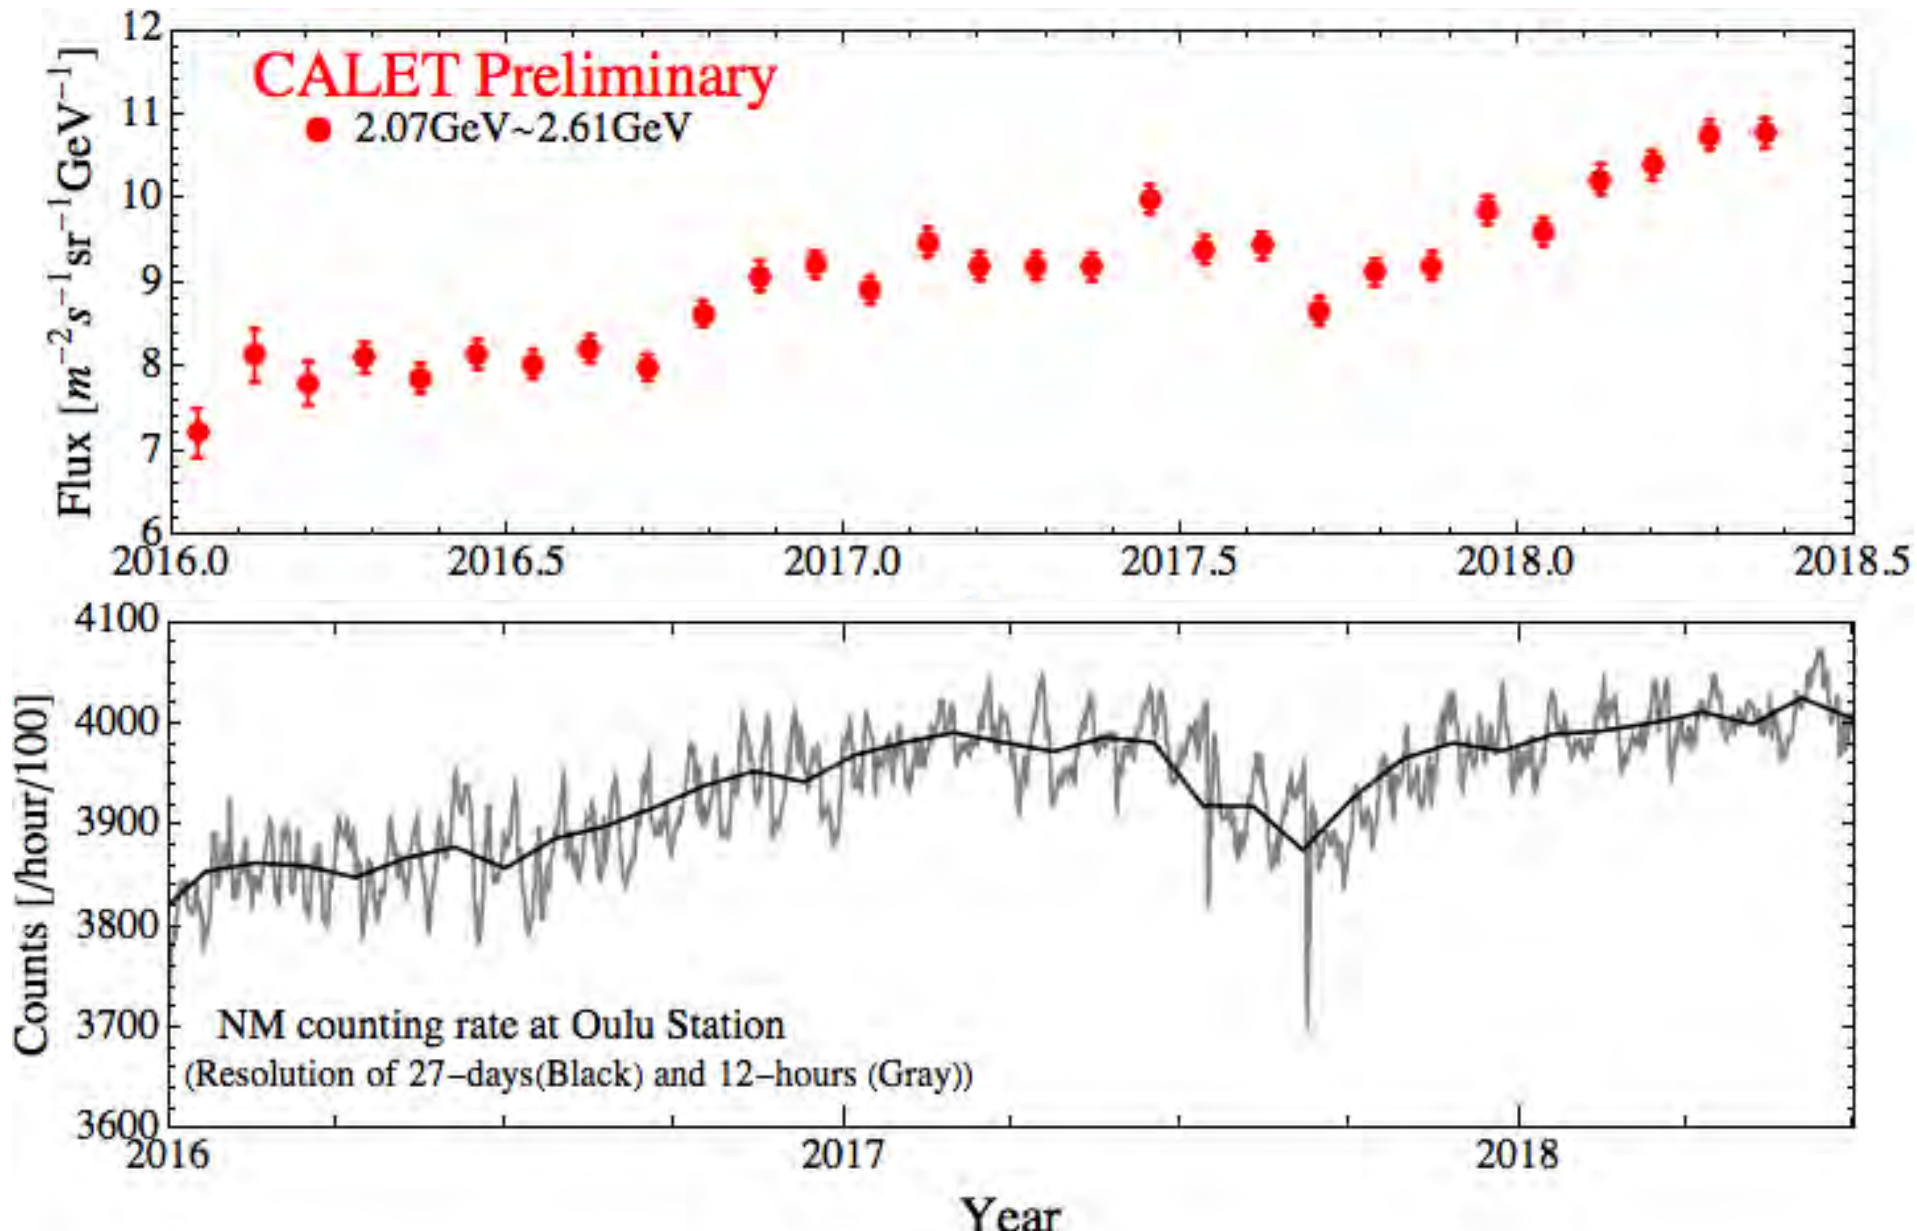 12
CALET Preliminary
2.07GeV~2.61GeV
11
10
9
8
7
6
Flux [m⁻²s⁻¹sr⁻¹GeV⁻¹]
2016.0 2016.5 2017.0 2017.5 2018.0 2018.5
4100
4000
3900
3800
3700
3600
Counts [/hour/100]
NM counting rate at Oulu Station
(Resolution of 27–days(Black) and 12–hours (Gray))
2016 2017 2018
Year